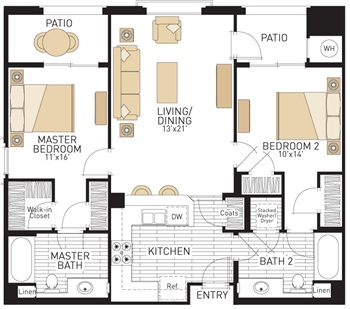 PATIO
PATIO
WH
LIVING/
DINING
13'x21'
MASTER
BEDROOM
11'x16'
BEDROOM 2
10'x14'
Walk-in
Closet
DW
Coats
Stacked
Washer/
Dryer
MASTER
BATH
KITCHEN
BATH 2
Linen
Ref.
ENTRY
Linen